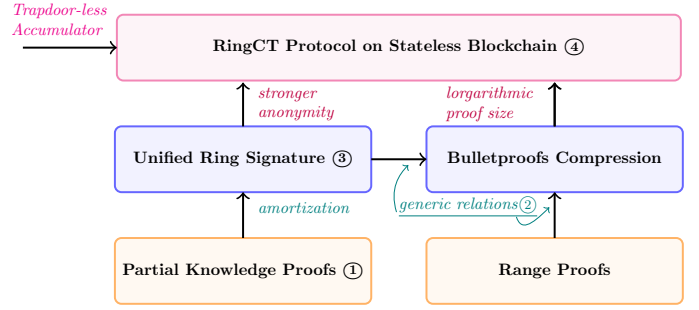 Trapdoor-less
Accumulator
RingCT Protocol on Stateless Blockchain ④
stronger
anonymity
lorgarithmic
proof size
Unified Ring Signature ③
Bulletproofs Compression
amortization
generic relations②
Partial Knowledge Proofs ①
Range Proofs